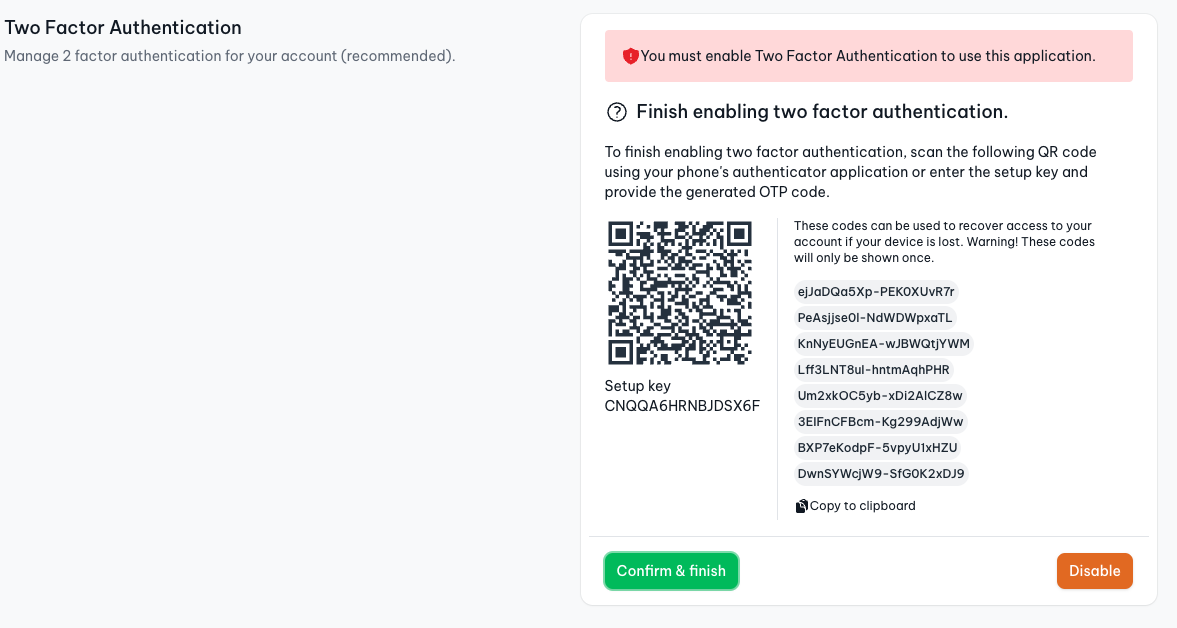 Two Factor Authentication
Manage 2 factor authentication for your account (recommended).
You must enable Two Factor Authentication to use this application.
Finish enabling two factor authentication.
To finish enabling two factor authentication, scan the following QR code
using your phone's authenticator application or enter the setup key and
provide the generated OTP code.
Setup key
CNQQA6HRNBJDSX6F
These codes can be used to recover access to your
account if your device is lost. Warning! These codes
will only be shown once.
ejJaDQa5Xp-PEK0XUvR7r
PeAsjjse0I-NdWDWpxaTL
KnNyEUGnEA-wJBWQtjYWM
Lff3LNT8uI-hntmAqhPHR
Um2xkOC5yb-xDi2AICZ8w
3EIFnCFBcm-Kg299AdjWw
BXP7eKodpF-5vpyU1xHZU
DwnSYWcjW9-SfG0K2xDJ9
Copy to clipboard
Confirm & finish
Disable